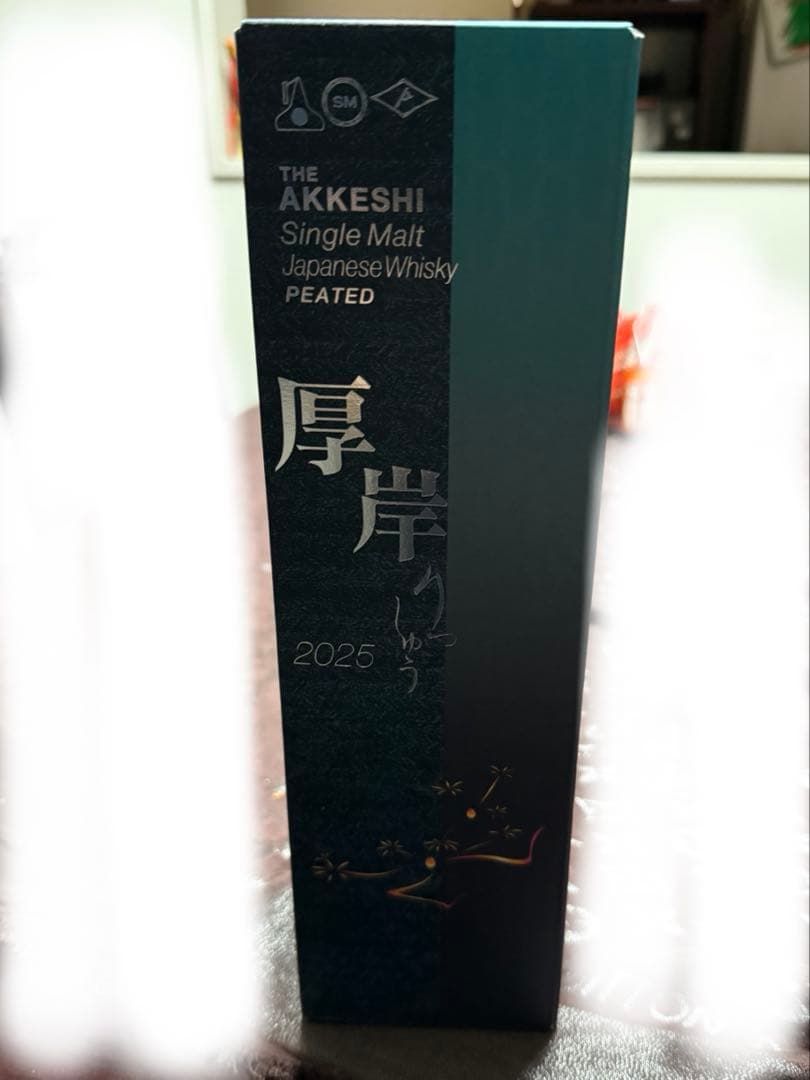 SM
THE
AKKESHI
Single Malt
Japanese Whisky
PEATED
厚岸
りっしゅう
2025